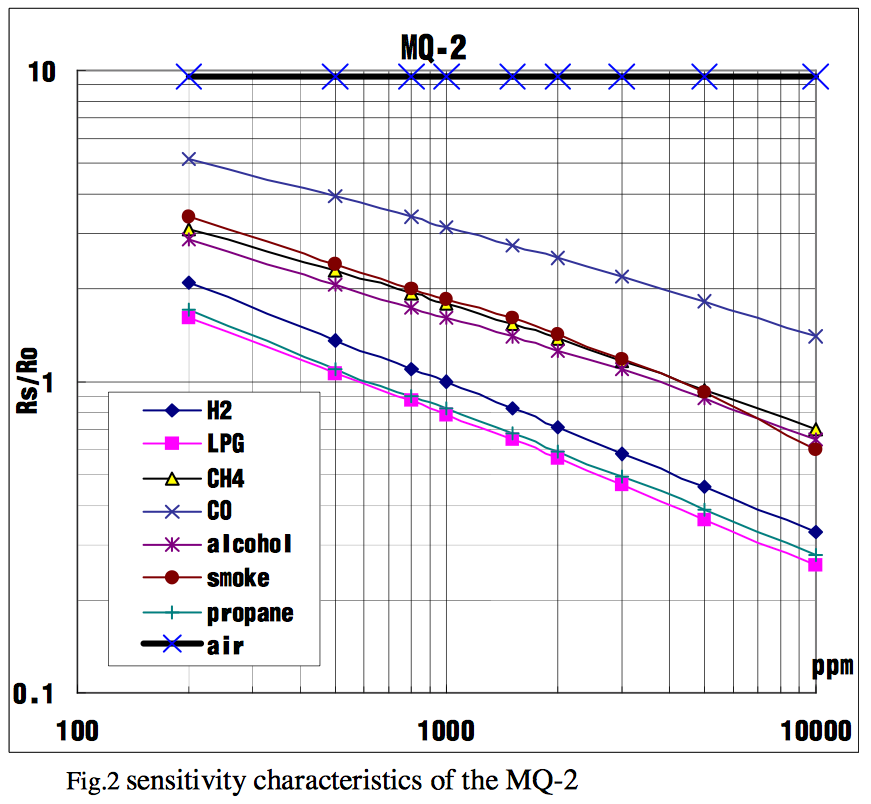 MQ-2
10
1
0.1
Rs/Ro
H2
LPG
CH4
CO
alcohol
smoke
propane
air
ppm
100 1000 10000
Fig.2 sensitivity characteristics of the MQ-2